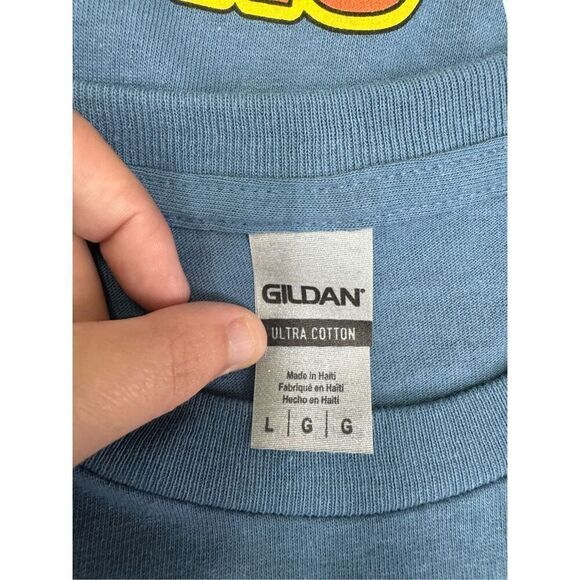 GILDAN®
ULTRA COTTON
Made in Haiti
Fabriqué en Haïti
Hecho en Haití
L | G | G